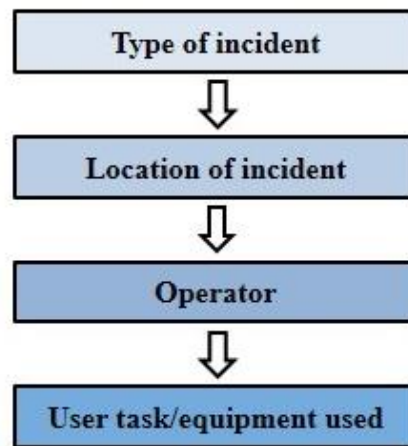 Type of incident
Location of incident
Operator
User task/equipment used